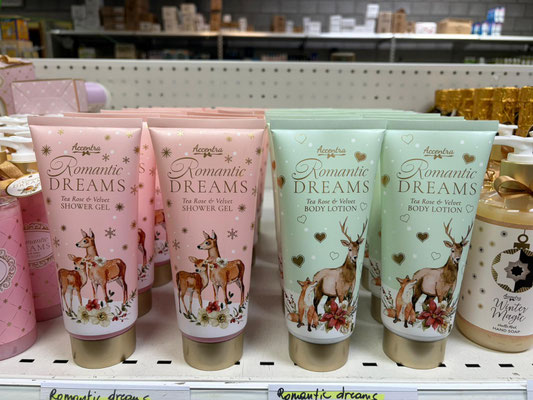 Accentra
Romantic
DREAMS
Tea Rose & Velvet
SHOWER GEL
Accentra
Romantic
DREAMS
Tea Rose & Velvet
SHOWER GEL
Accentra
Romantic
DREAMS
Tea Rose & Velvet
BODY LOTION
Accentra
Romantic
DREAMS
Tea Rose & Velvet
BODY LOTION
Winter
Magic
HAND SOAP
Romantic dreams
Romantic dreams